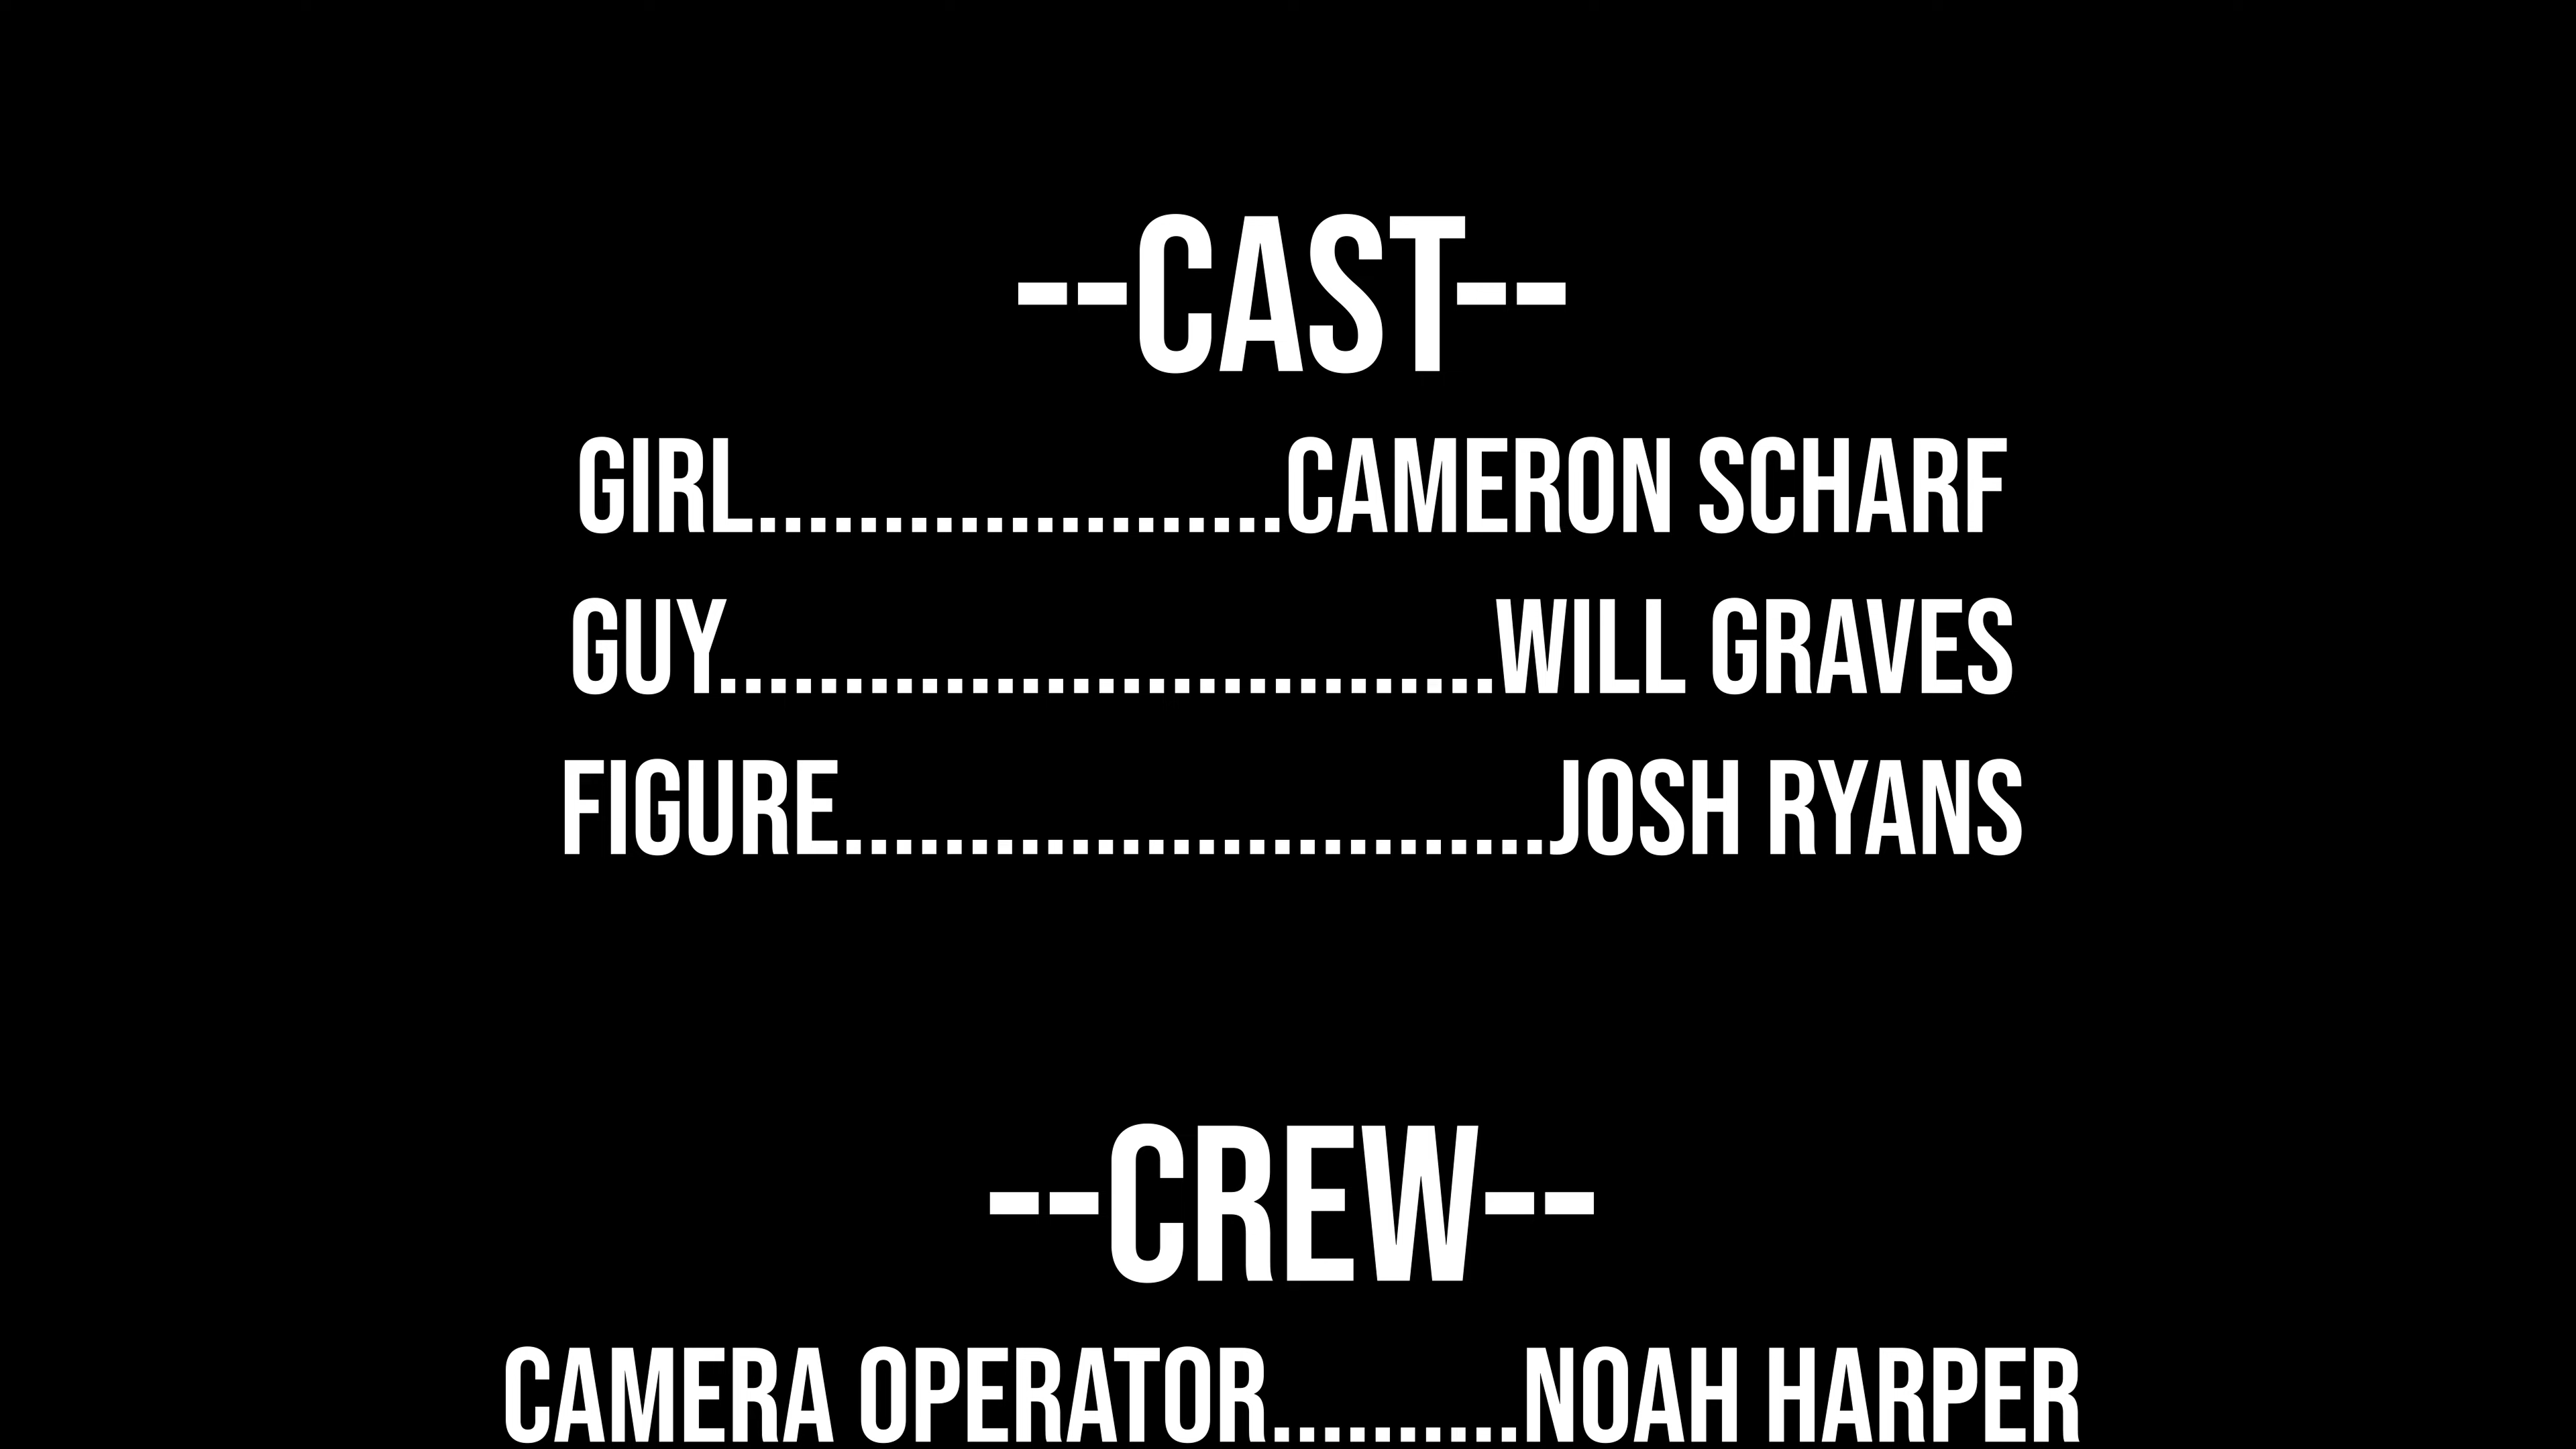 --CAST--
GIRL.....................CAMERON SCHARF
GUY...............................WILL GRAVES
FIGURE............................JOSH RYANS
--CREW--
CAMERA OPERATOR..........NOAH HARPER